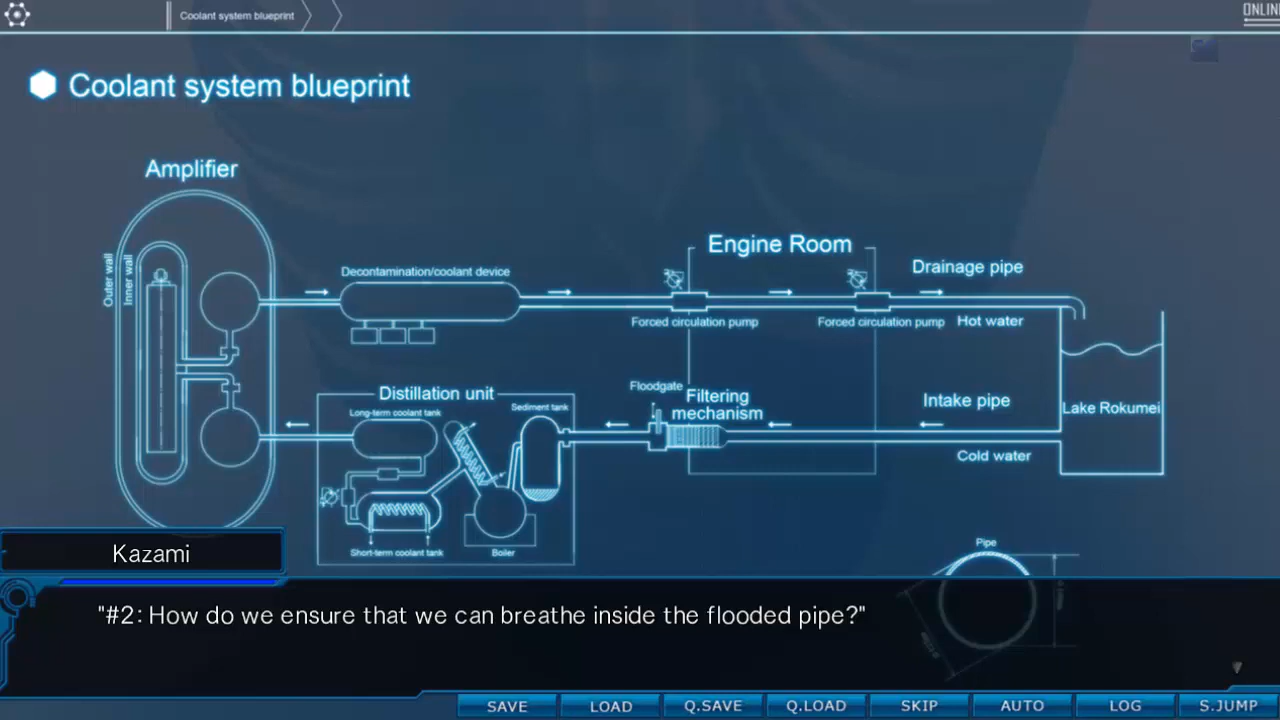 Coolant system blueprint
ONLIN
Coolant system blueprint
Amplifier
Outer wall
Inner wall
Decontamination/coolant device
Engine Room
Drainage pipe
Forced circulation pump
Forced circulation pump
Hot water
Distillation unit
Long-term coolant tank
Sediment tank
Floodgate
Filtering
mechanism
Intake pipe
Lake Rokumei
Cold water
Short-term coolant tank
Boiler
Pipe
Kazami
"#2: How do we ensure that we can breathe inside the flooded pipe?"
SAVE
LOAD
Q.SAVE
Q.LOAD
SKIP
AUTO
LOG
S.JUMP